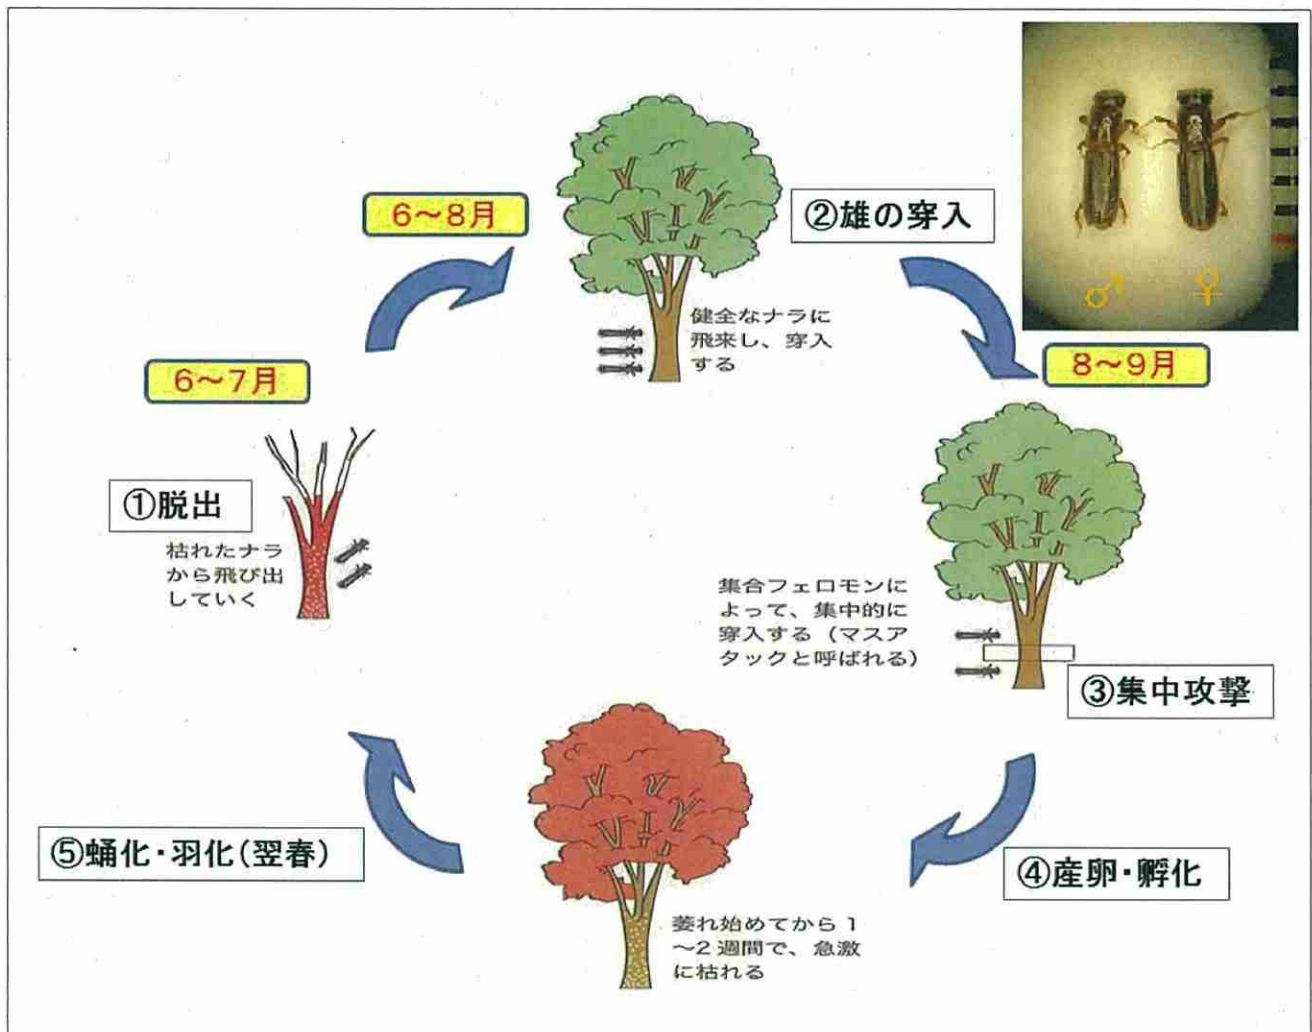 6〜8月
②雄の穿入
健全なナラに
飛来し、穿入
する
♂ ♀
8〜9月
6〜7月
①脱出
枯れたナラ
から飛び出
していく
集合フェロモンに
よって、集中的に
穿入する（マスア
タックと呼ばれる）
③集中攻撃
④産卵・孵化
萎れ始めてから1
〜2週間で、急激
に枯れる
⑤蛹化・羽化(翌春)